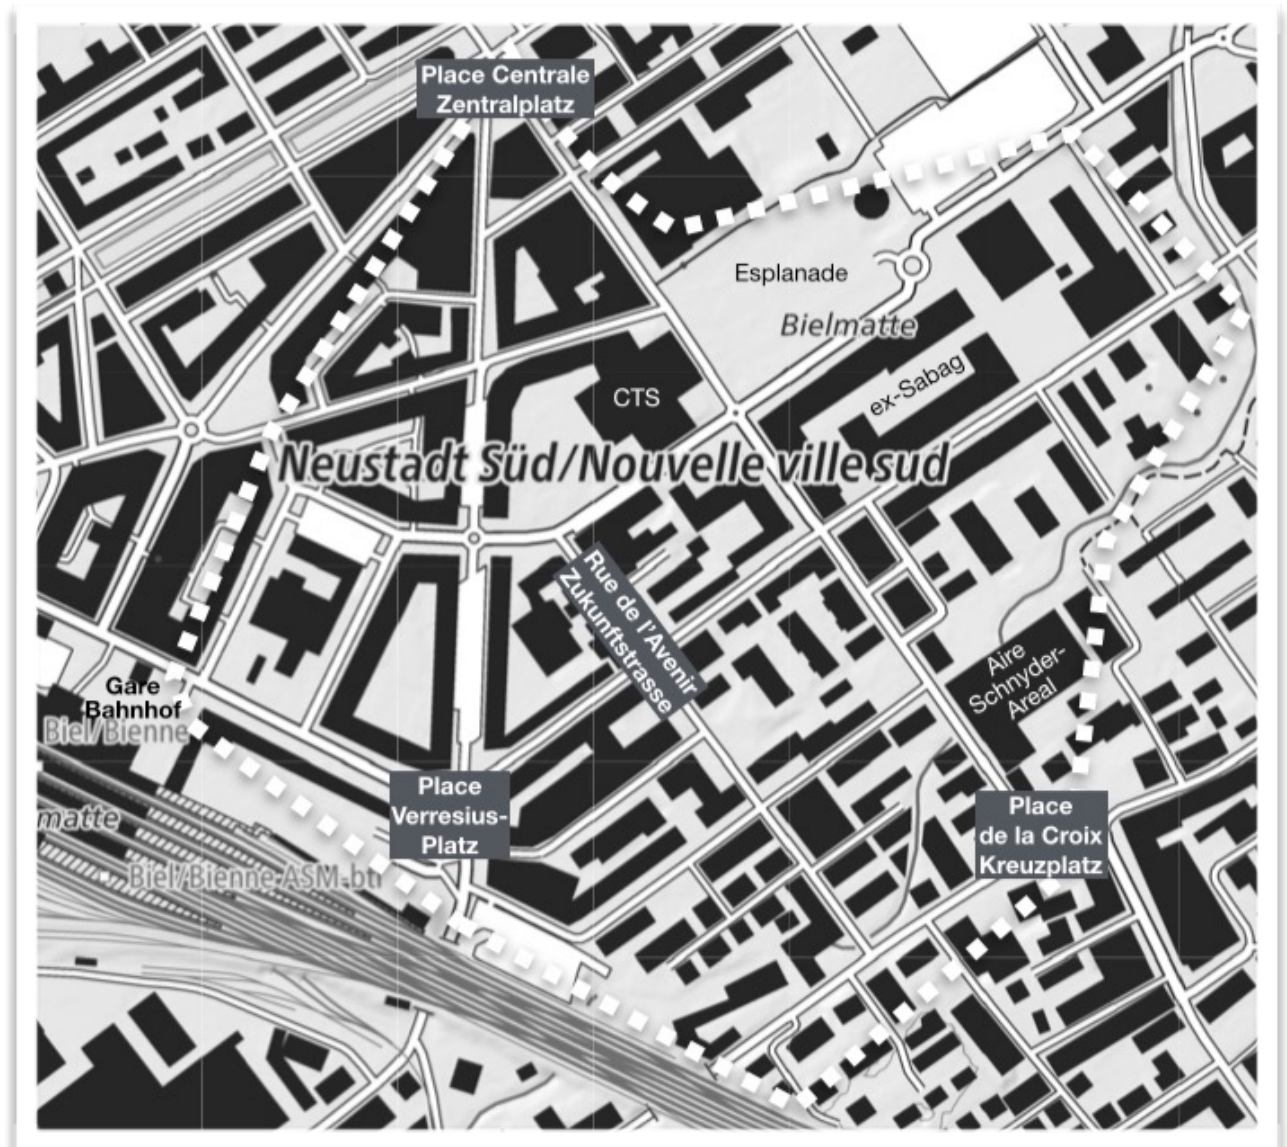 Place Centrale
Zentralplatz
Esplanade
Bielmatte
CTS
ex-Sabag
Neustadt Süd/Nouvelle ville sud
Rue de l'Avenir
Zukunftstrasse
Aire
Schnyder-
Areal
Gare
Bahnhof
Biel/Bienne
Place
Verresius-
Platz
Place
de la Croix
Kreuzplatz
matte
Biel/Bienne ASM-bti